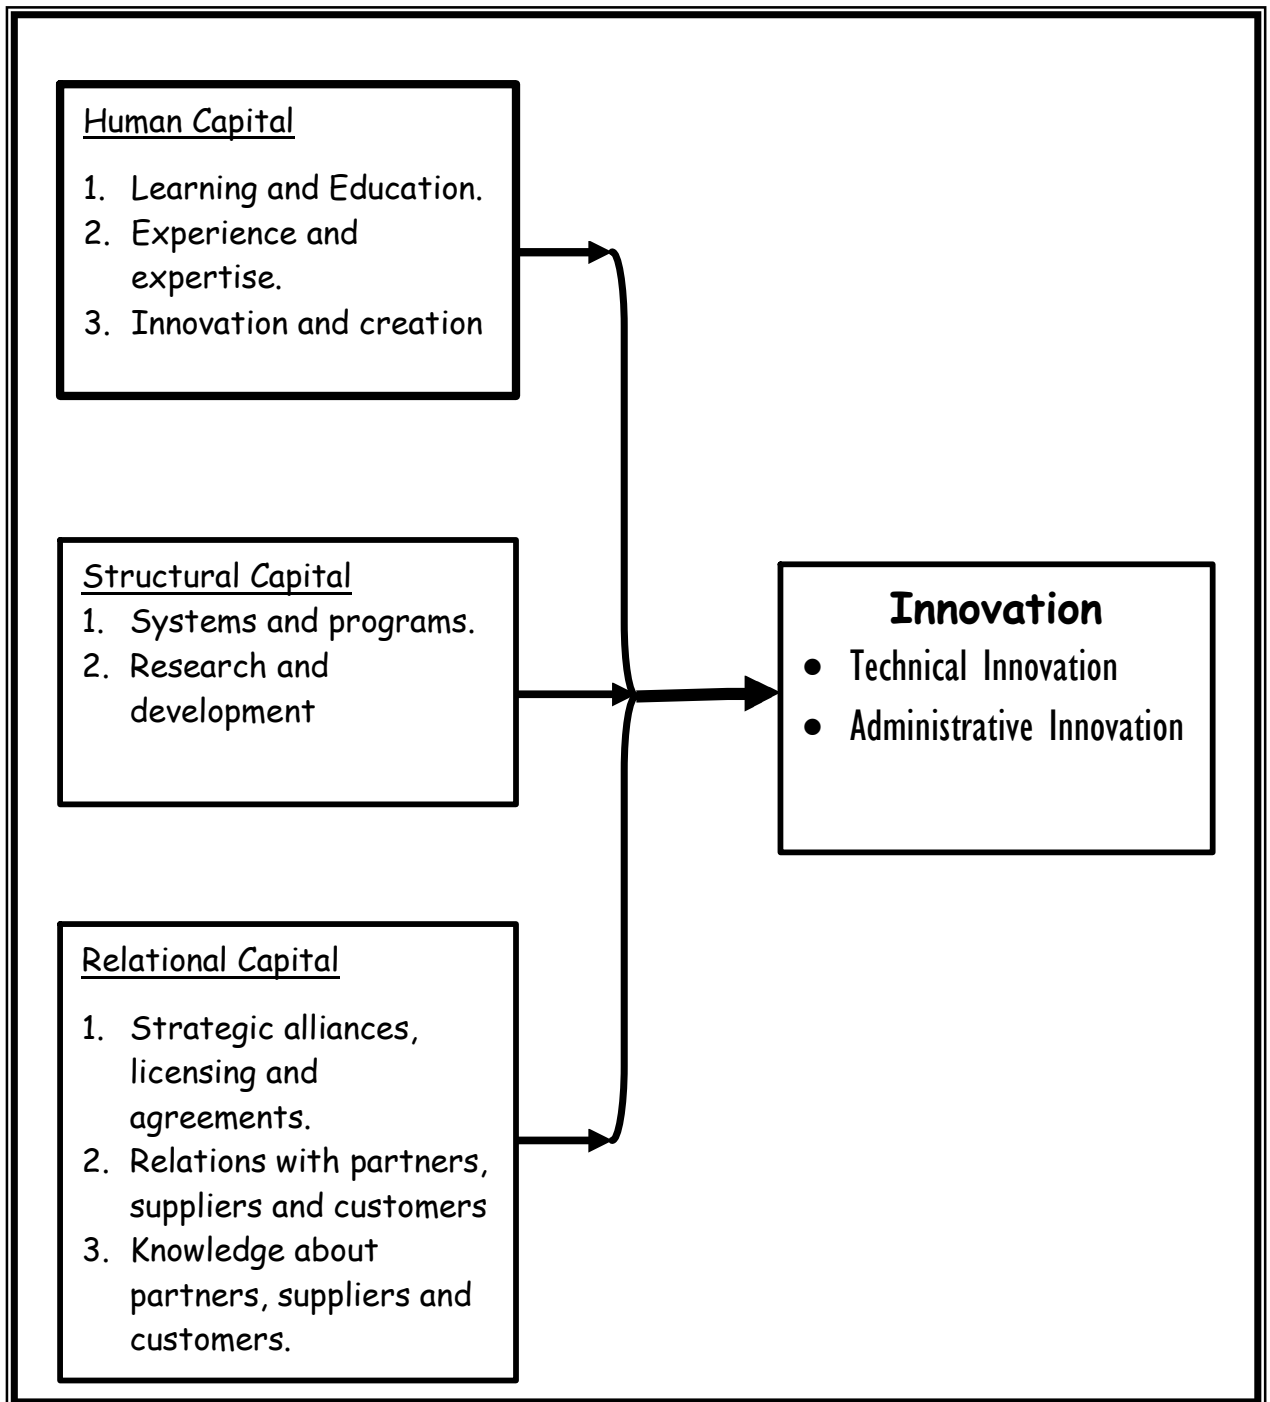 Human Capital
1. Learning and Education.
2. Experience and
expertise.
3. Innovation and creation
Structural Capital
1. Systems and programs.
2. Research and
development
Relational Capital
1. Strategic alliances,
licensing and
agreements.
2. Relations with partners,
suppliers and customers
3. Knowledge about
partners, suppliers and
customers.
Innovation
• Technical Innovation
• Administrative Innovation